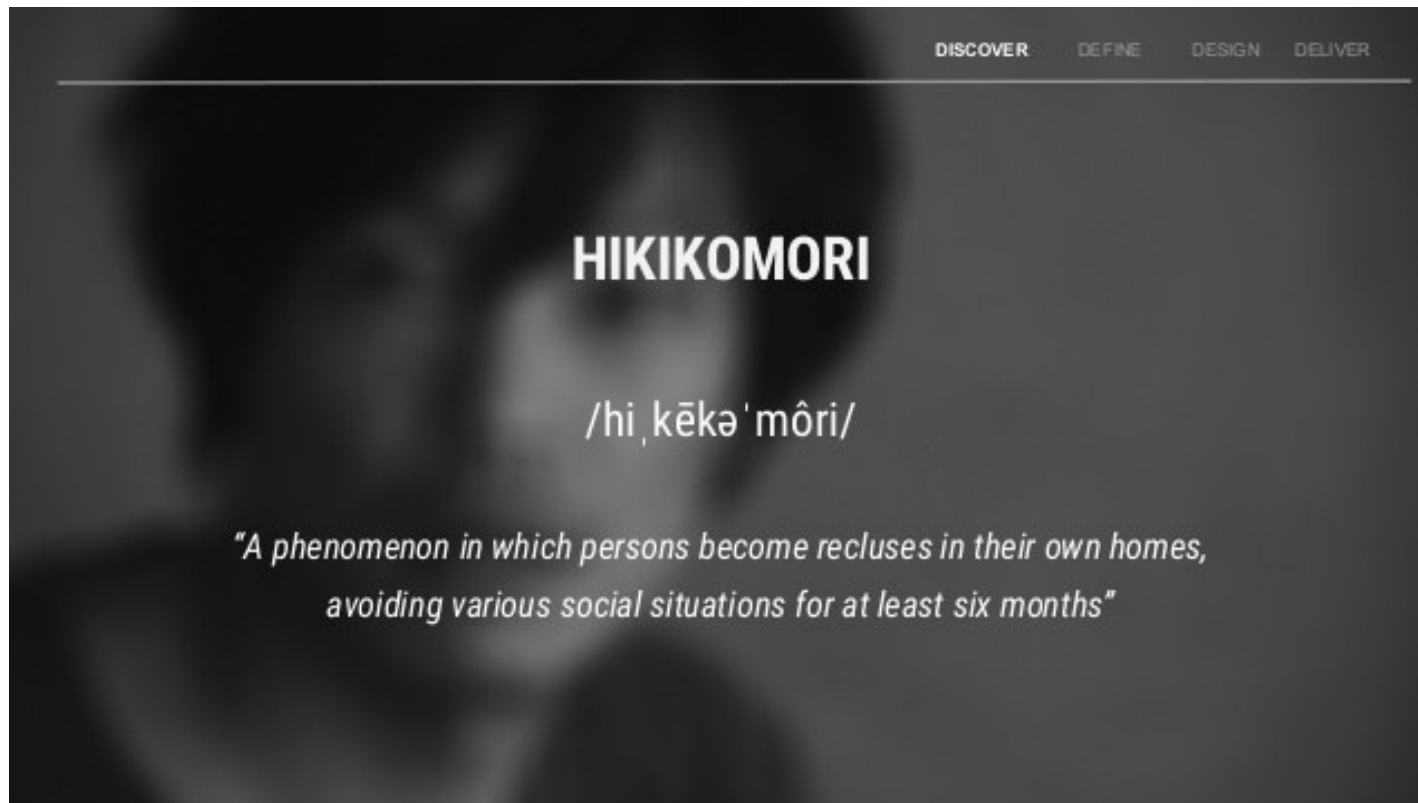 DISCOVER DEFINE DESIGN DELIVER
HIKIKOMORI
/hiˌkēkəˈmôri/
“A phenomenon in which persons become recluses in their own homes,
avoiding various social situations for at least six months”